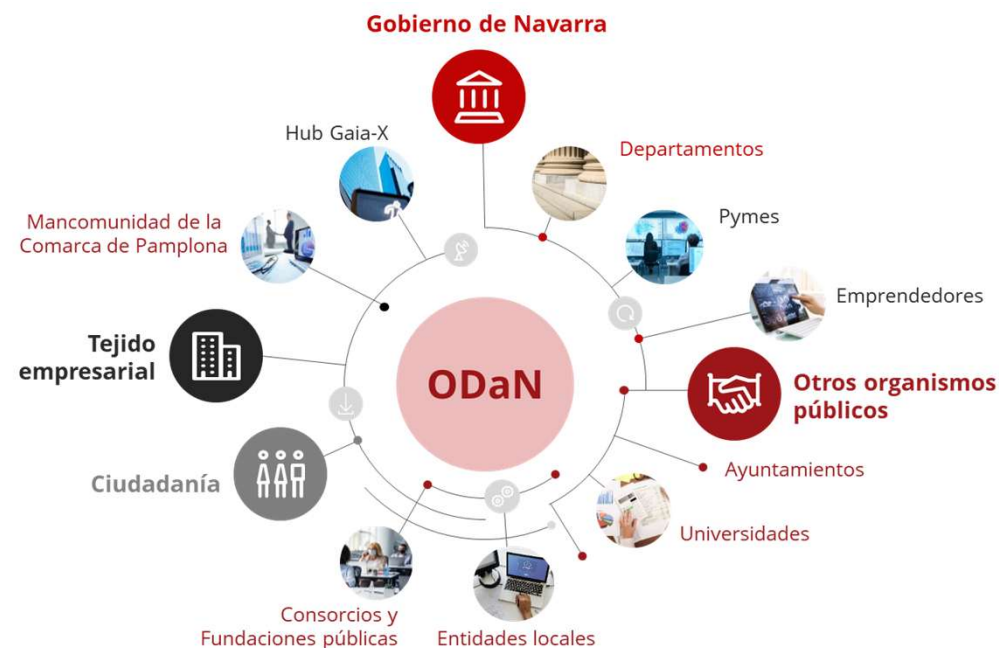 Gobierno de Navarra
Hub Gaia-X
Departamentos
Mancomunidad de la
Comarca de Pamplona
Pymes
Emprendedores
Tejido
empresarial
ODaN
Otros organismos
públicos
Ciudadanía
Ayuntamientos
Universidades
Consorcios y
Fundaciones públicas
Entidades locales